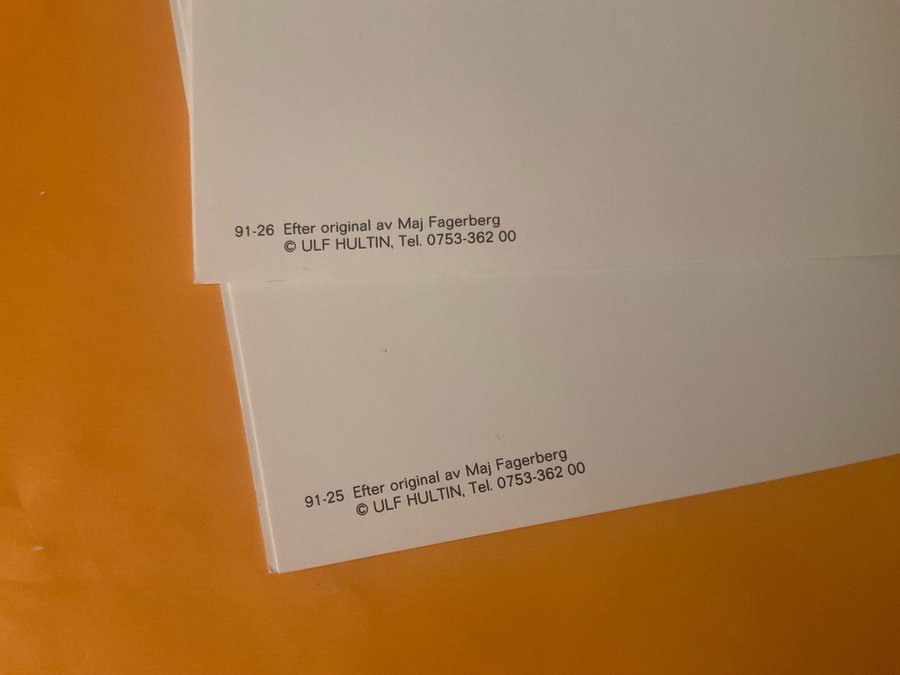 91-26 Efter original av Maj Fagerberg
© ULF HULTIN, Tel. 0753-362 00
91-25 Efter original av Maj Fagerberg
© ULF HULTIN, Tel. 0753-362 00